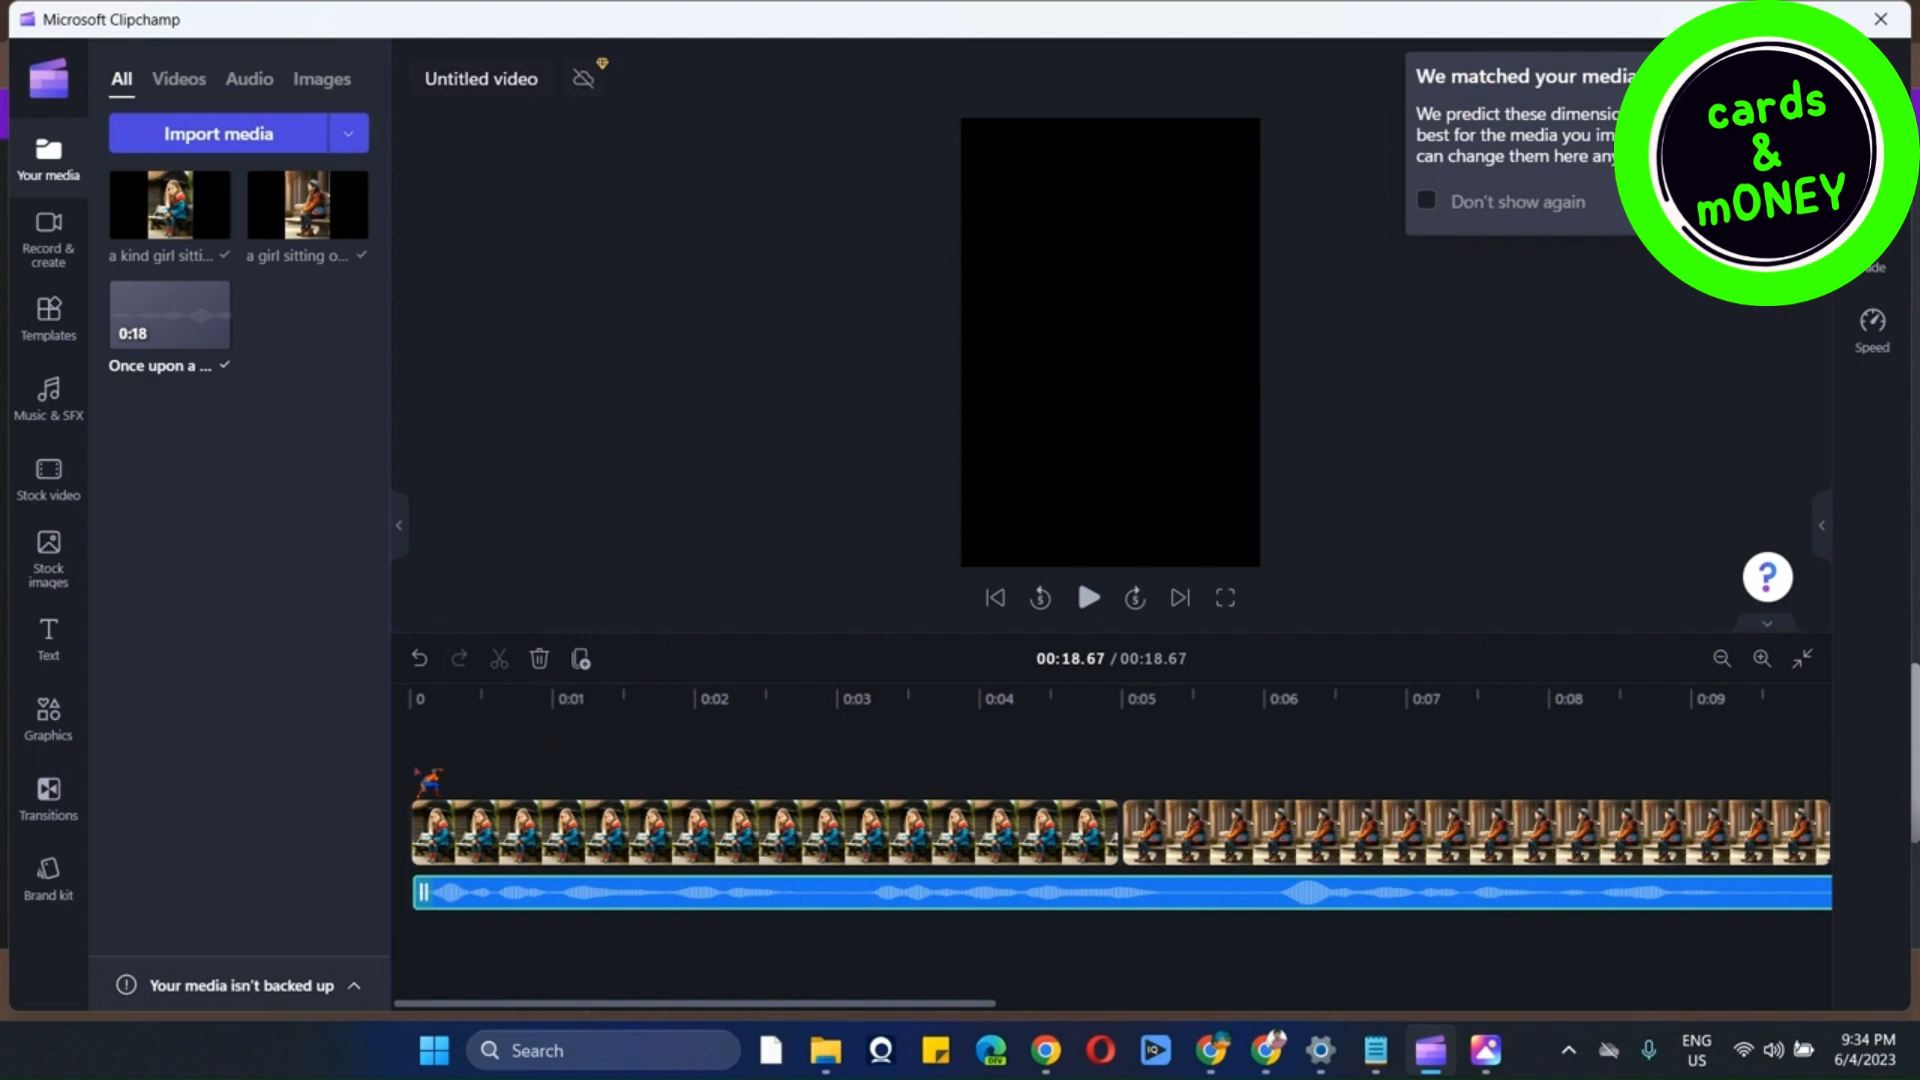 Microsoft Clipchamp
All Videos Audio Images
Import media
Your media
a kind girl sitti...
a girl sitting o...
0:18
Once upon a ...
Record &
create
Templates
Music & SFX
Stock video
Stock
images
Text
Graphics
Transitions
Brand kit
Your media isn't backed up
Untitled video
We matched your media
We predict these
best for the media you
can change them here
Don't show again
cards
&
mONEY
Speed
5
5
?
00:18.67 / 00:18.67
0 0:01 0:02 0:03 0:04 0:05 0:06 0:07 0:08 0:09
Search
DEV
IQ
ENG
US
9:34 PM
6/4/2023